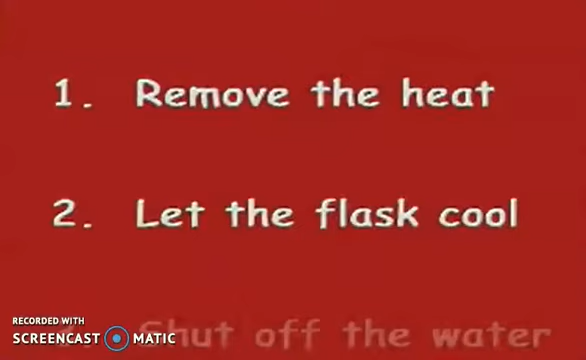 1. Remove the heat
2. Let the flask cool
Shut off the water
RECORDED WITH
SCREENCAST MATIC